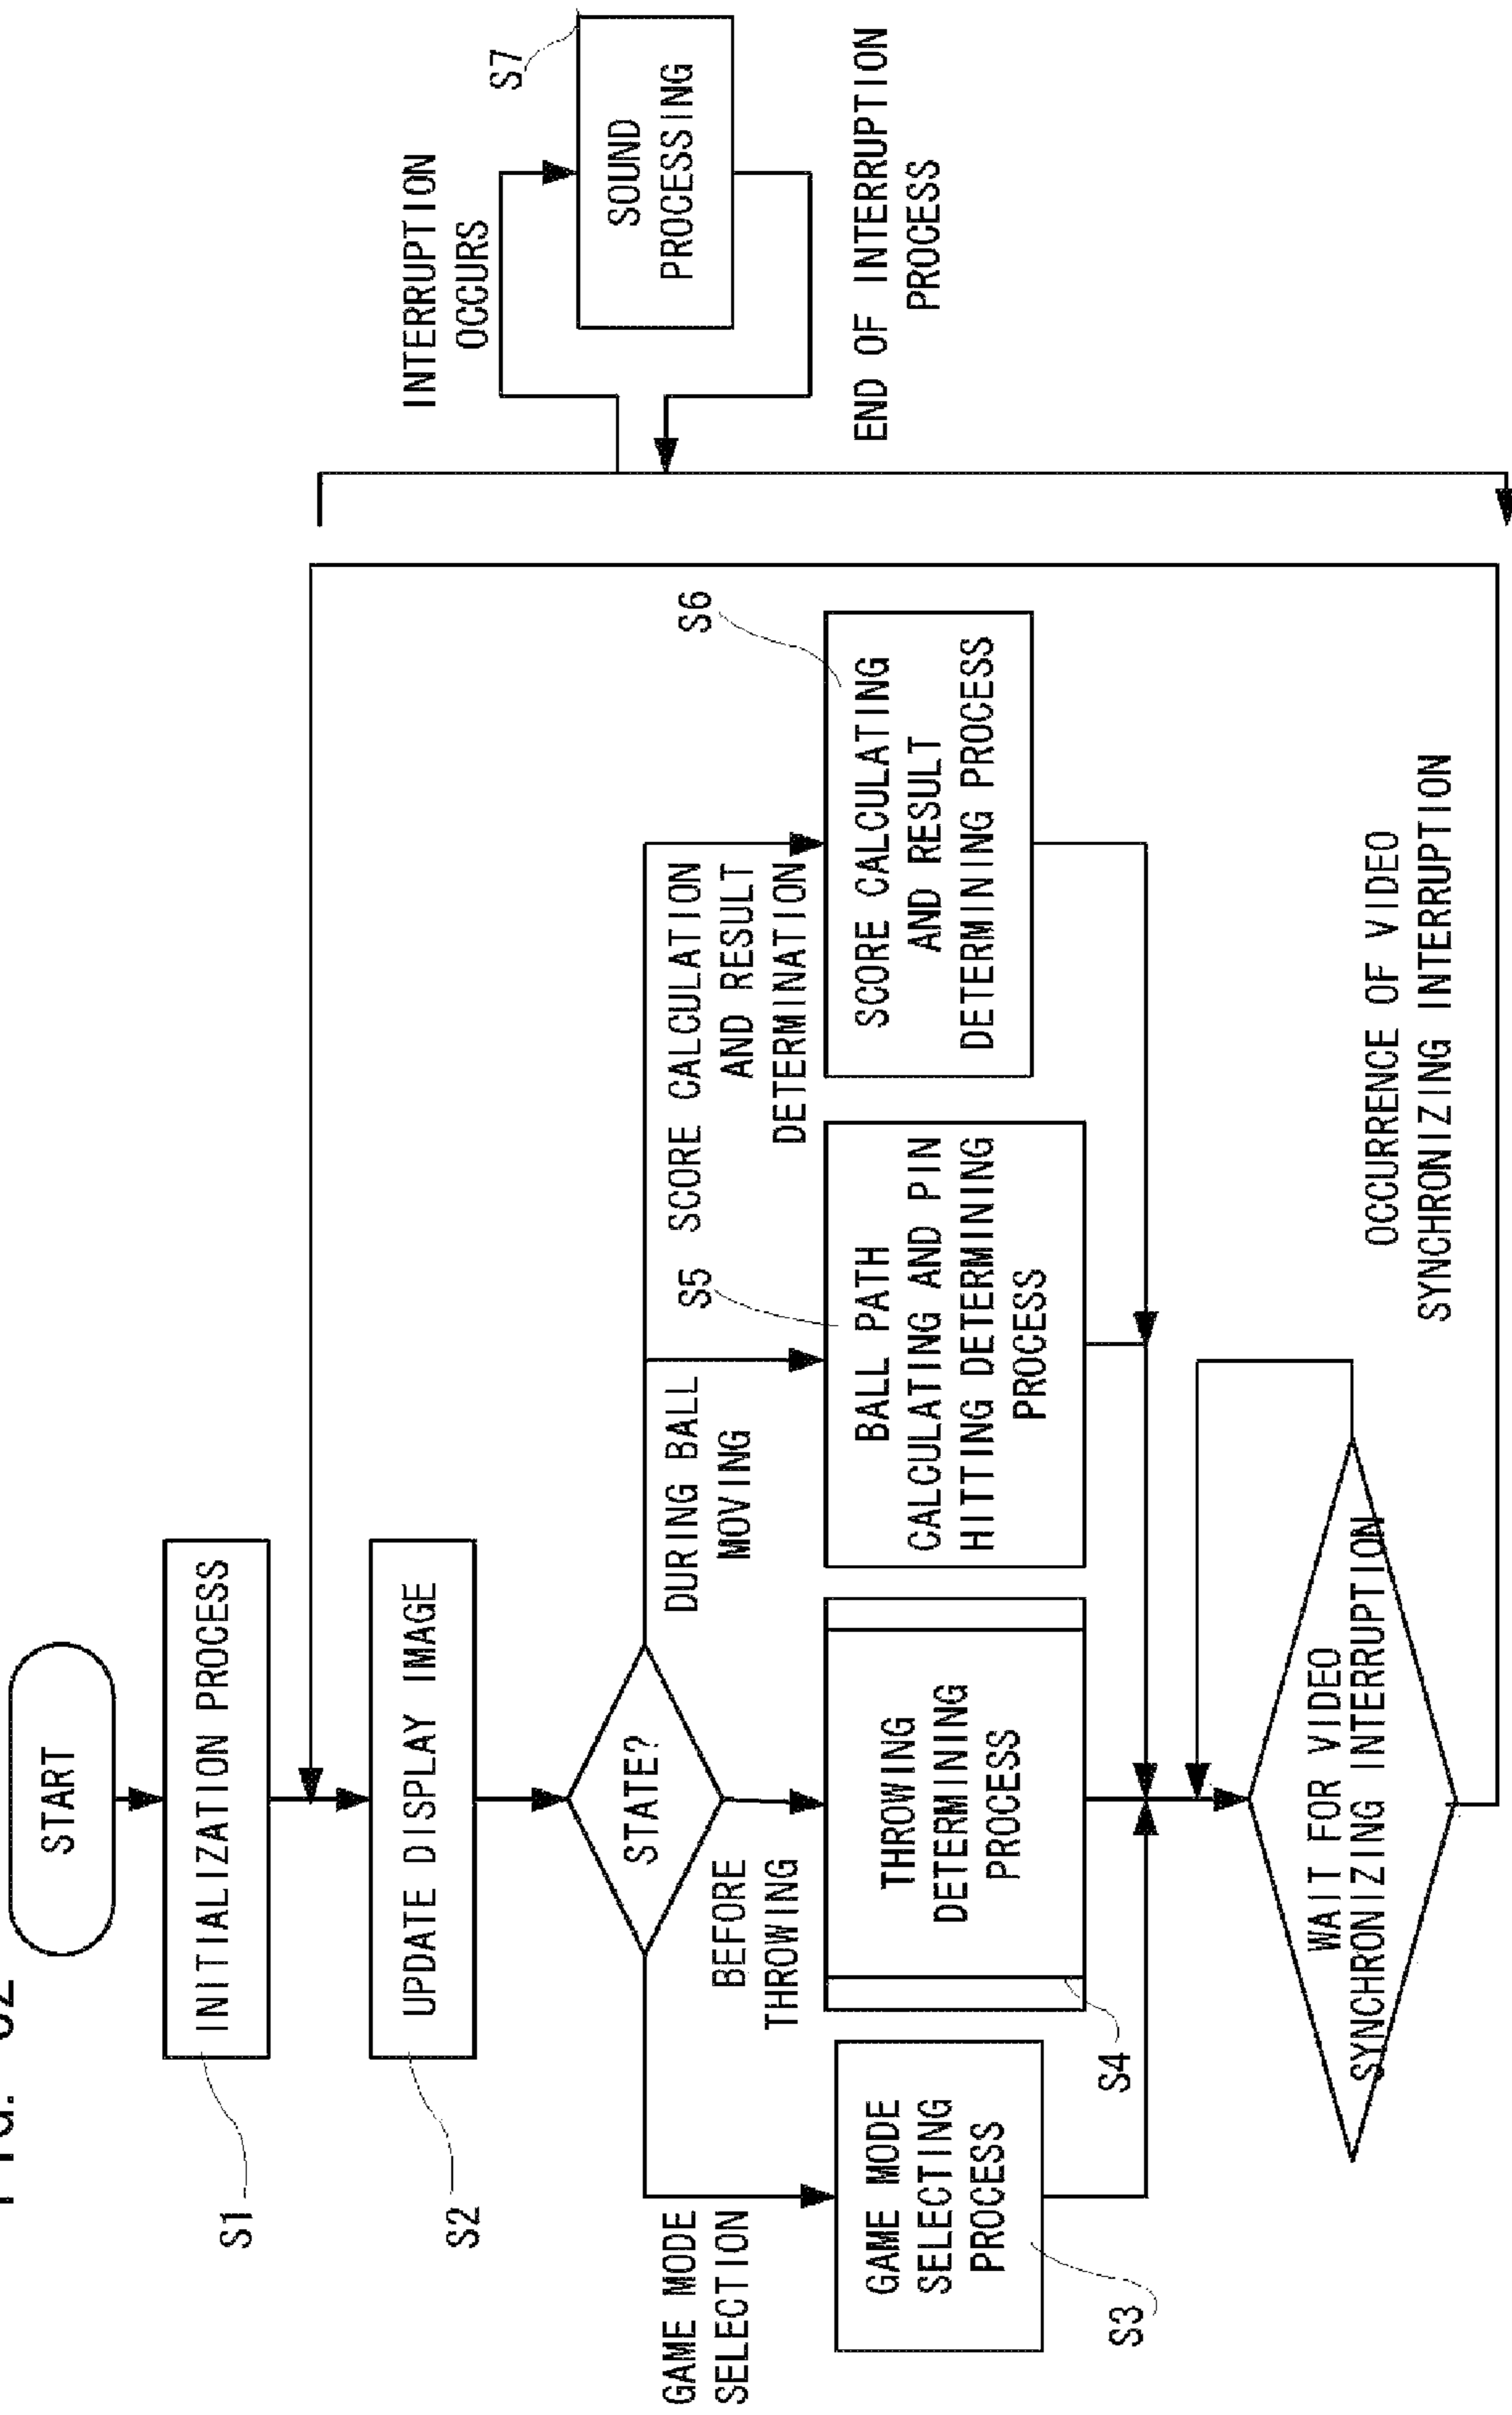 START
INITIALIZATION PROCESS
S1
UPDATE DISPLAY IMAGE
S2
STATE?
GAME MODE
SELECTION
BEFORE
THROWING
DURING BALL
MOVING
SCORE CALCULATION
AND RESULT
DETERMINATION
GAME MODE
SELECTING
PROCESS
S3
THROWING
DETERMINING
PROCESS
S4
BALL PATH
CALCULATING AND PIN
HITTING DETERMINING
PROCESS
S5
SCORE CALCULATING
AND RESULT
DETERMINING PROCESS
S6
WAIT FOR VIDEO
SYNCHRONIZING INTERRUPTION
OCCURRENCE OF VIDEO
SYNCHRONIZING INTERRUPTION
INTERRUPTION
OCCURS
SOUND
PROCESSING
S7
END OF INTERRUPTION
PROCESS